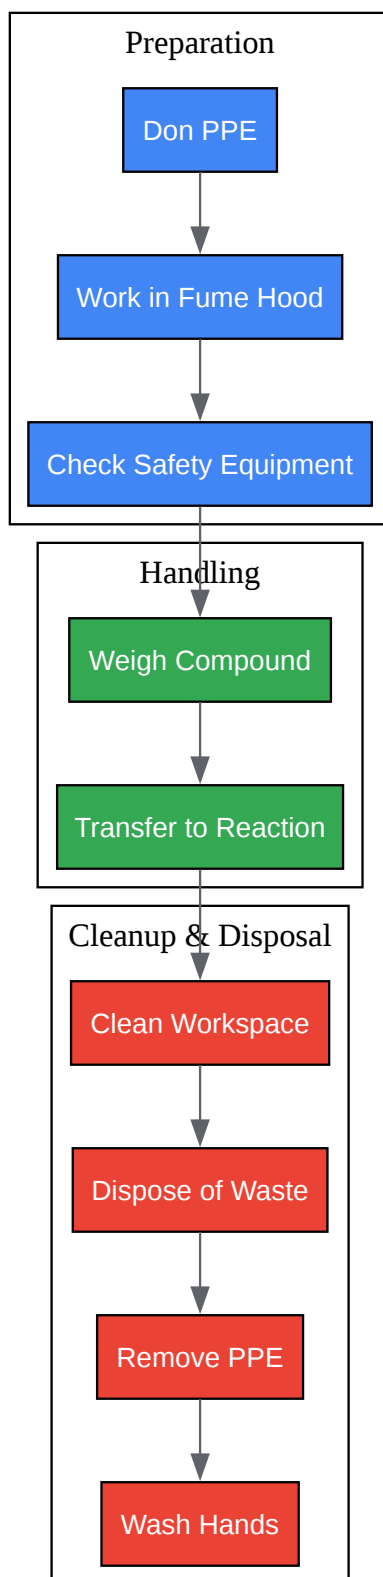 Preparation
Don PPE
Work in Fume Hood
Check Safety Equipment
Handling
Weigh Compound
Transfer to Reaction
Cleanup & Disposal
Clean Workspace
Dispose of Waste
Remove PPE
Wash Hands